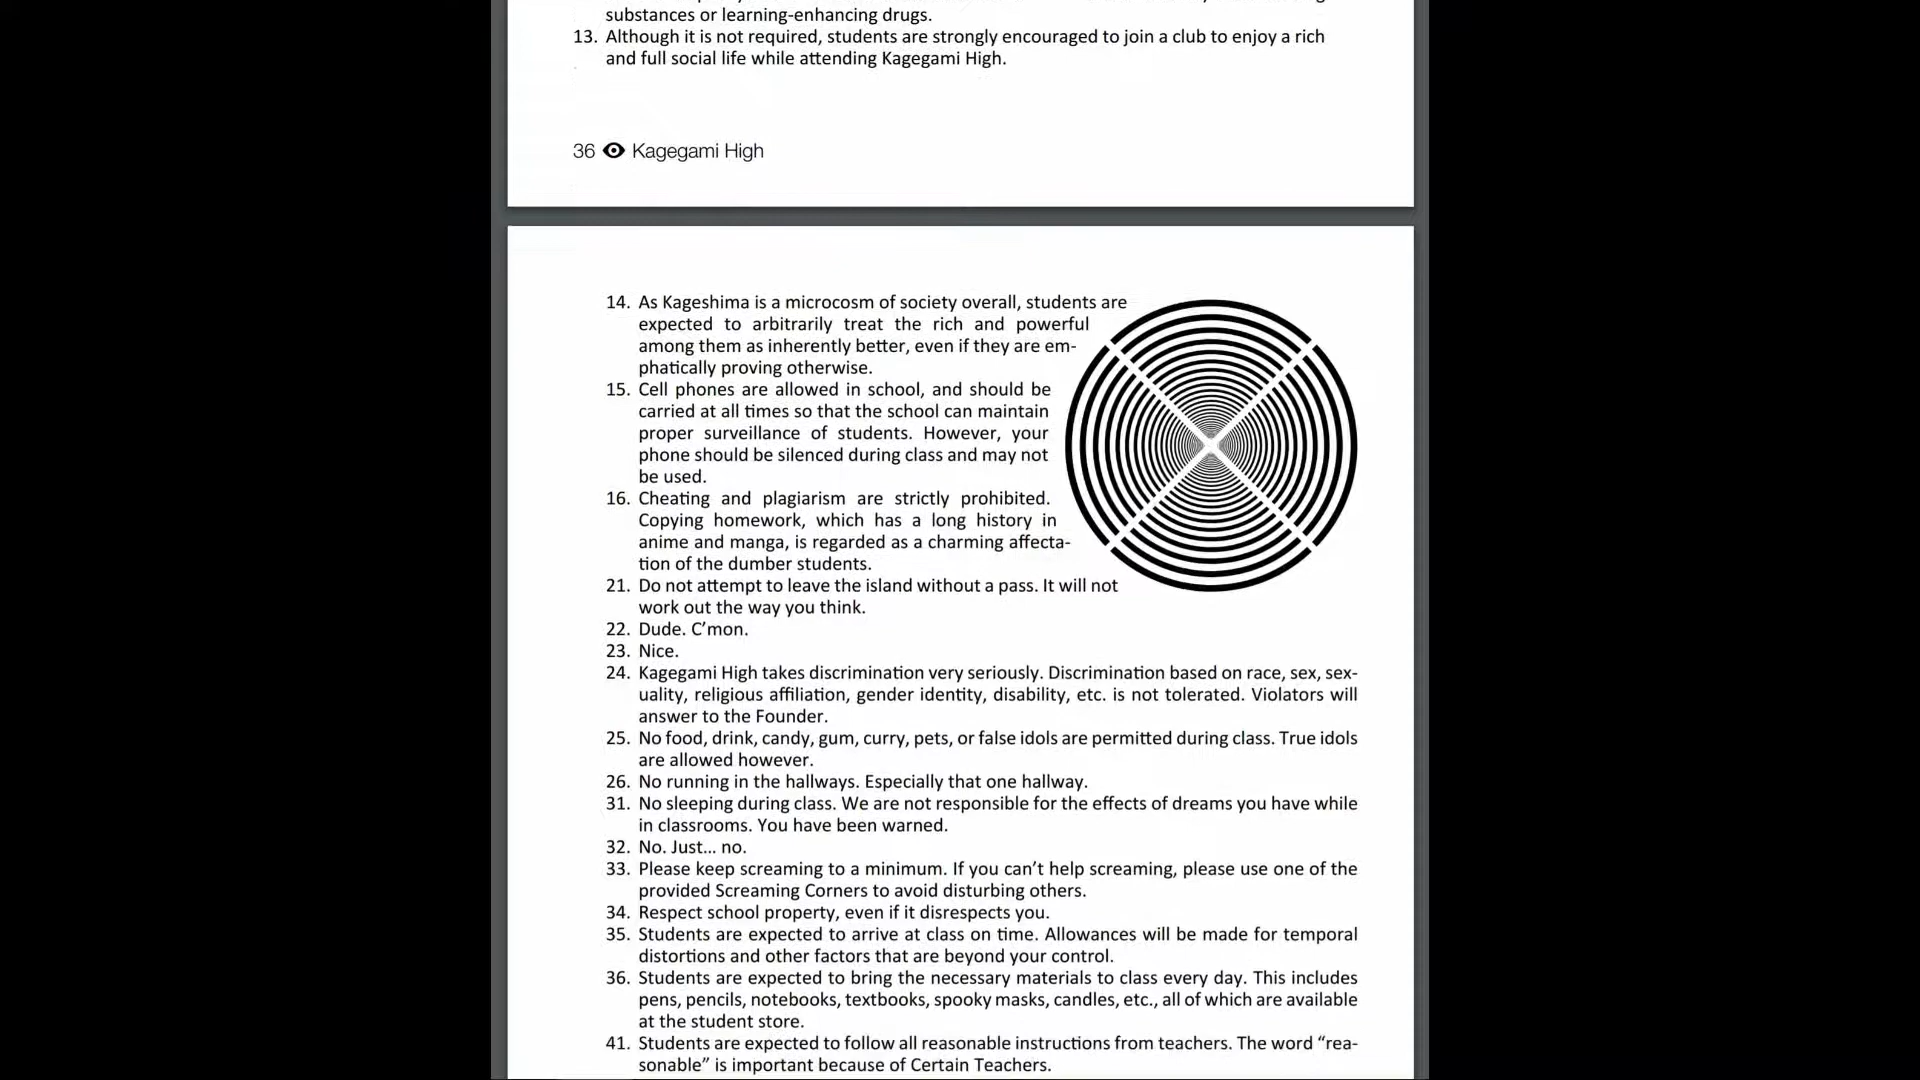 substances or learning-enhancing drugs.
13. Although it is not required, students are strongly encouraged to join a club to enjoy a rich
and full social life while attending Kagegami High.
36 Kagegami High
14. As Kageshima is a microcosm of society overall, students are
expected to arbitrarily treat the rich and powerful
among them as inherently better, even if they are em-
phatically proving otherwise.
15. Cell phones are allowed in school, and should be
carried at all times so that the school can maintain
proper surveillance of students. However, your
phone should be silenced during class and may not
be used.
16. Cheating and plagiarism are strictly prohibited.
Copying homework, which has a long history in
anime and manga, is regarded as a charming affecta-
tion of the dumber students.
21. Do not attempt to leave the island without a pass. It will not
work out the way you think.
22. Dude. C’mon.
23. Nice.
24. Kagegami High takes discrimination very seriously. Discrimination based on race, sex, sex-
uality, religious affiliation, gender identity, disability, etc. is not tolerated. Violators will
answer to the Founder.
25. No food, drink, candy, gum, curry, pets, or false idols are permitted during class. True idols
are allowed however.
26. No running in the hallways. Especially that one hallway.
31. No sleeping during class. We are not responsible for the effects of dreams you have while
in classrooms. You have been warned.
32. No. Just… no.
33. Please keep screaming to a minimum. If you can’t help screaming, please use one of the
provided Screaming Corners to avoid disturbing others.
34. Respect school property, even if it disrespects you.
35. Students are expected to arrive at class on time. Allowances will be made for temporal
distortions and other factors that are beyond your control.
36. Students are expected to bring the necessary materials to class every day. This includes
pens, pencils, notebooks, textbooks, spooky masks, candles, etc., all of which are available
at the student store.
41. Students are expected to follow all reasonable instructions from teachers. The word “rea-
sonable” is important because of Certain Teachers.